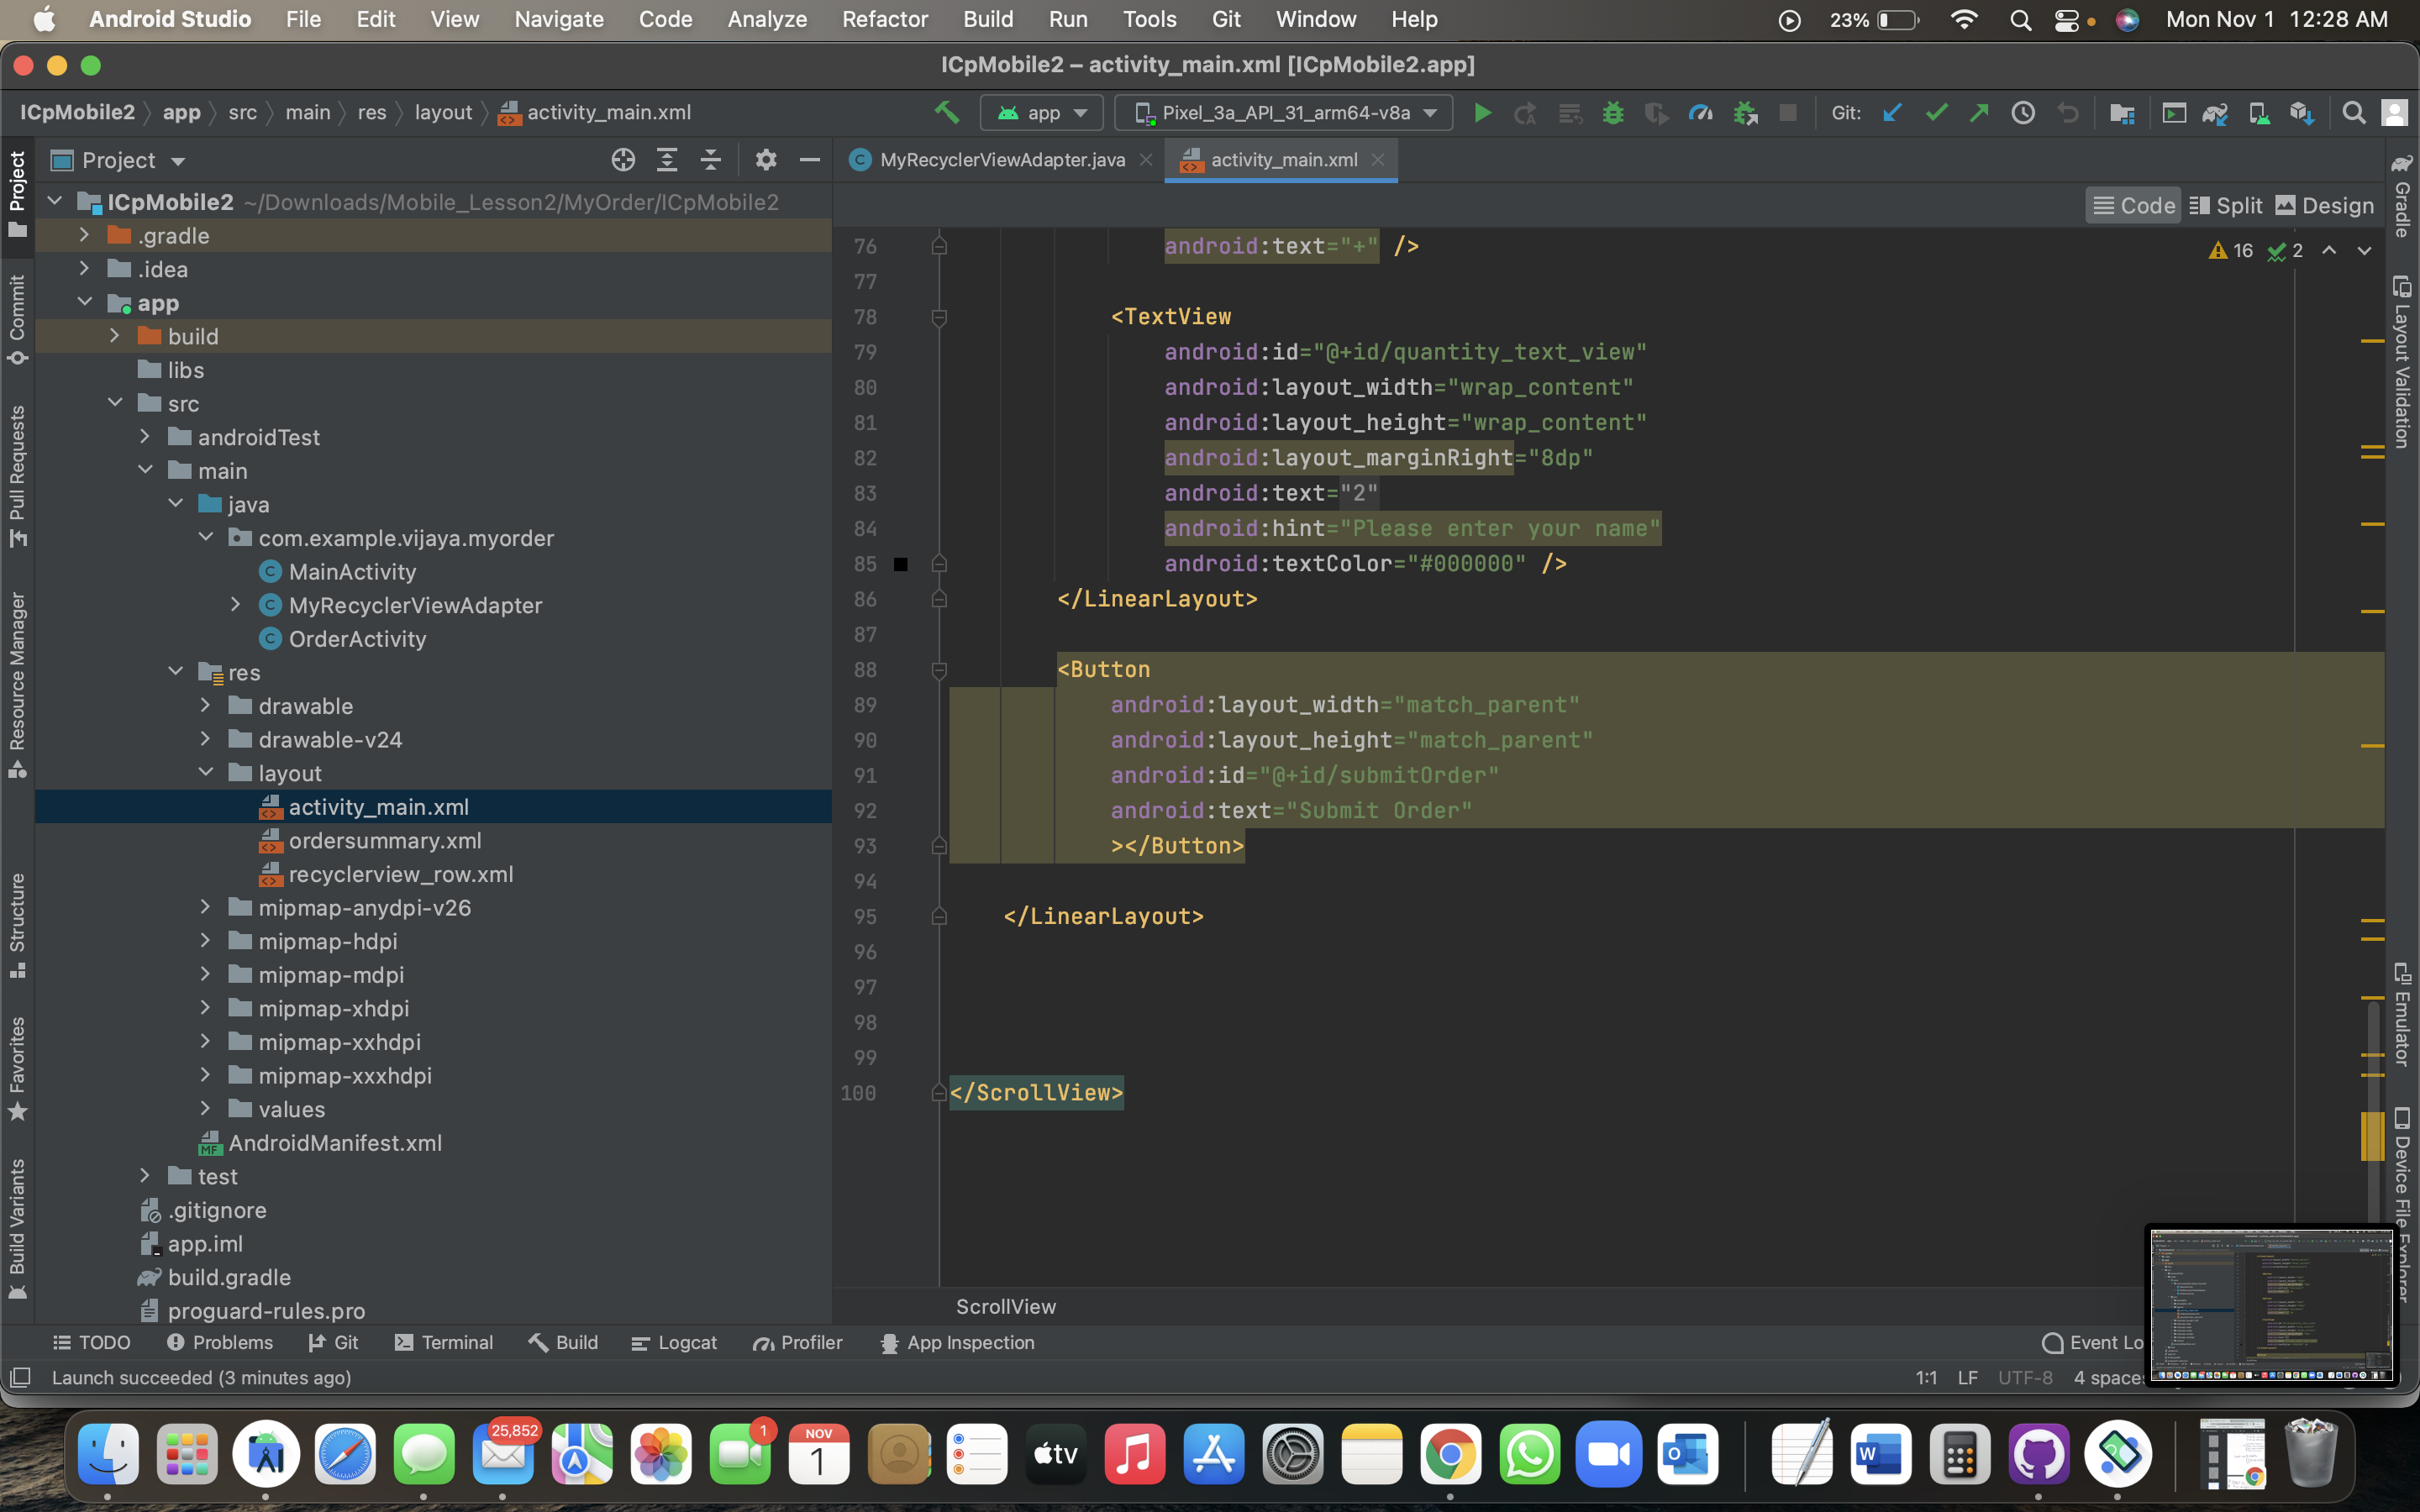 Android Studio File Edit View Navigate Code Analyze Refactor Build Run Tools Git Window Help 23% Mon Nov 1 12:28 AM
ICpMobile2 – activity_main.xml [ICpMobile2.app]
ICpMobile2 app src main res layout activity_main.xml app Pixel_3a_API_31_arm64-v8a Git:
Project
MyRecyclerViewAdapter.java activity_main.xml
Code Split Design
16 2
ICpMobile2 ~/Downloads/Mobile_Lesson2/MyOrder/ICpMobile2
.gradle
.idea
app
build
libs
src
androidTest
main
java
com.example.vijaya.myorder
MainActivity
MyRecyclerViewAdapter
OrderActivity
res
drawable
drawable-v24
layout
activity_main.xml
ordersummary.xml
recyclerview_row.xml
mipmap-anydpi-v26
mipmap-hdpi
mipmap-mdpi
mipmap-xhdpi
mipmap-xxhdpi
mipmap-xxxhdpi
values
AndroidManifest.xml
test
.gitignore
app.iml
build.gradle
proguard-rules.pro
76 android:text="+" />
77
78 <TextView
79 android:id="@+id/quantity_text_view"
80 android:layout_width="wrap_content"
81 android:layout_height="wrap_content"
82 android:layout_marginRight="8dp"
83 android:text="2"
84 android:hint="Please enter your name"
85 android:textColor="#000000" />
86 </LinearLayout>
87
88 <Button
89 android:layout_width="match_parent"
90 android:layout_height="match_parent"
91 android:id="@+id/submitOrder"
92 android:text="Submit Order"
93 ></Button>
94
95 </LinearLayout>
96
97
98
99
100 </ScrollView>
ScrollView
Project
Commit
Pull Requests
Resource Manager
Structure
Favorites
Build Variants
Gradle
Layout Validation
Emulator
Device File Explorer
TODO Problems Git Terminal Build Logcat Profiler App Inspection Event Lo
Launch succeeded (3 minutes ago) 1:1 LF UTF-8 4 spaces
25,852
1
NOV
1
tv
W